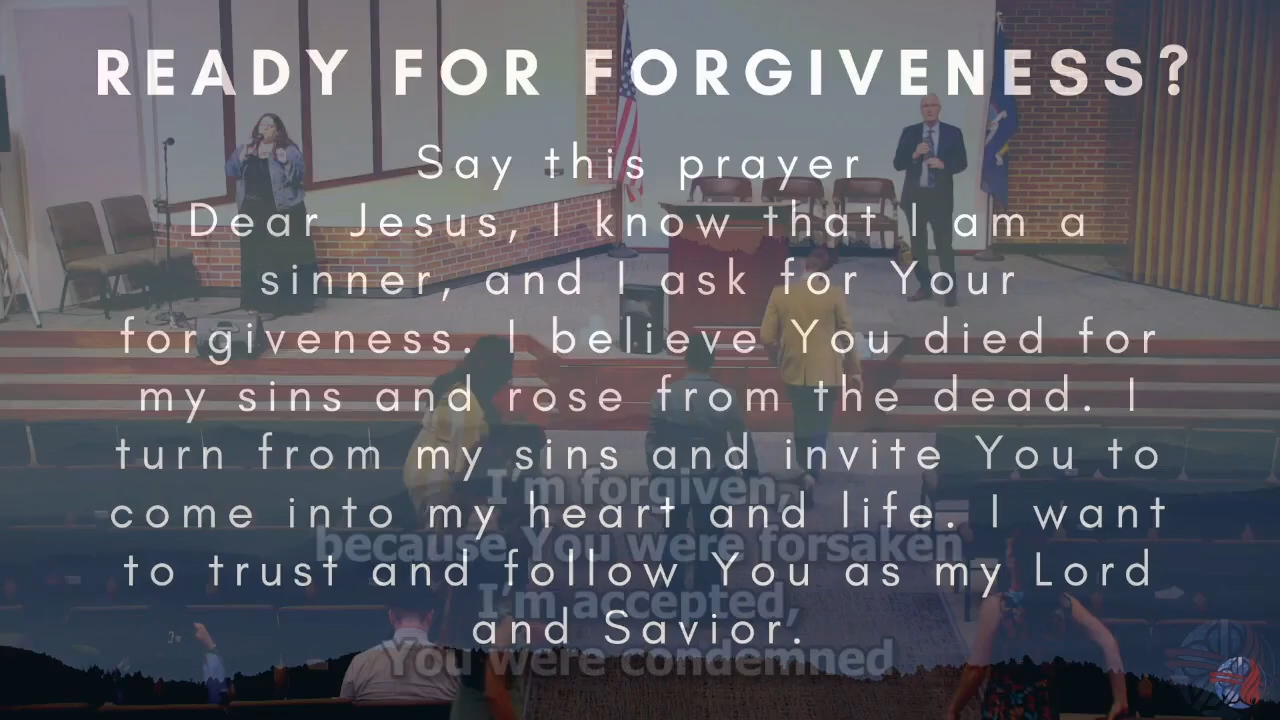 READY FOR FORGIVENESS?
Say this prayer
Dear Jesus, I know that I am a
sinner, and I ask for Your
forgiveness. I believe You died for
my sins and rose from the dead. I
turn from my sins and invite You to
come into my heart and life. I want
to trust and follow You as my Lord
and Savior.
I'm forgiven,
because You were forsaken
I'm accepted,
You were condemned